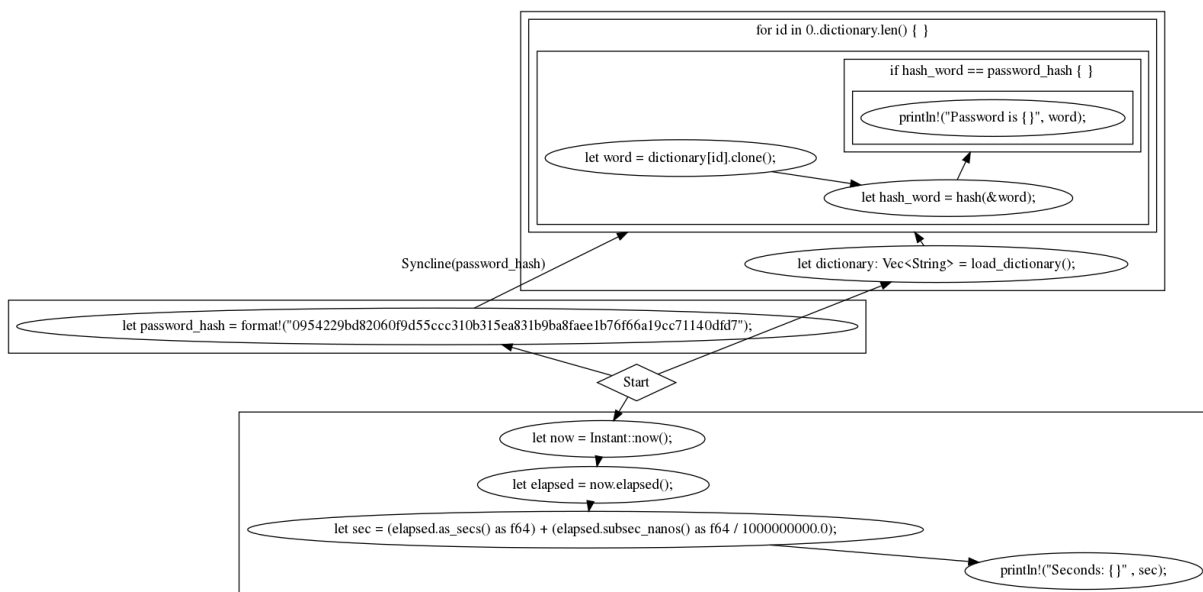 for id in 0..dictionary.len() { }
if hash_word == password_hash { }
println!("Password is {}", word);
let word = dictionary[id].clone();
let hash_word = hash(&word);
Syncline(password_hash)
let dictionary: Vec<String> = load_dictionary();
let password_hash = format!("0954229bd82060f9d55ccc310b315ea831b9ba8faee1b76f66a19cc71140dfd7");
Start
let now = Instant::now();
let elapsed = now.elapsed();
let sec = (elapsed.as_secs() as f64) + (elapsed.subsec_nanos() as f64 / 1000000000.0);
println!("Seconds: {}" , sec);